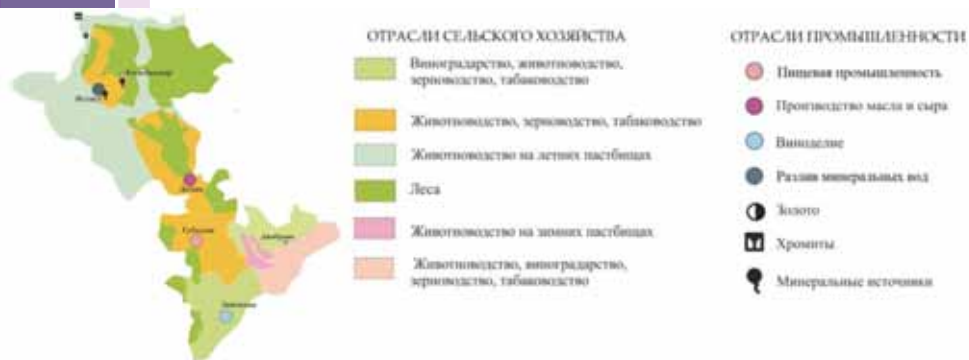 ОТРАСЛИ СЕЛЬСКОГО ХОЗЯЙСТВА
Виноградарство, животноводство,
зерноводство, табаководство
Животноводство, зерноводство, табаководство
Животноводство на летних пастбищах
Леса
Животноводство на зимних пастбищах
Животноводство, виноградарство,
зерноводство, табаководство
ОТРАСЛИ ПРОМЫШЛЕННОСТИ
Пищевая промышленность
Производство масла и сыра
Виноделие
Разлив минеральных вод
Золото
Хромиты
Минеральные источники